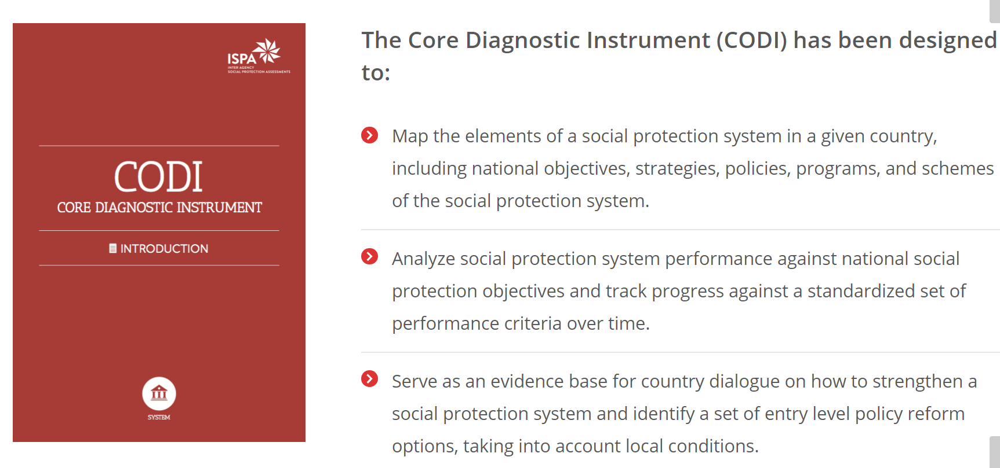 ISPA
INTER AGENCY
SOCIAL PROTECTION ASSESSMENTS
CODI
CORE DIAGNOSTIC INSTRUMENT
INTRODUCTION
SYSTEM
The Core Diagnostic Instrument (CODI) has been designed
to:
Map the elements of a social protection system in a given country,
including national objectives, strategies, policies, programs, and schemes
of the social protection system.
Analyze social protection system performance against national social
protection objectives and track progress against a standardized set of
performance criteria over time.
Serve as an evidence base for country dialogue on how to strengthen a
social protection system and identify a set of entry level policy reform
options, taking into account local conditions.